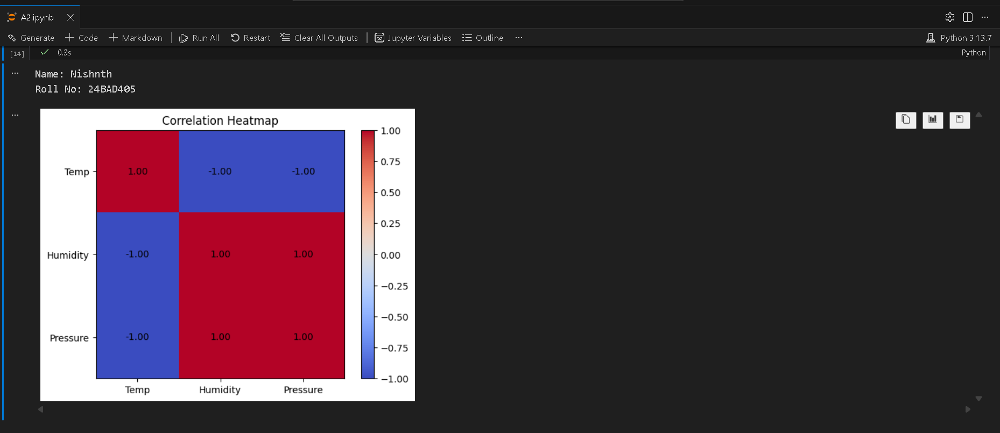 A2.ipynb
Generate Code Markdown Run All Restart Clear All Outputs Jupyter Variables Outline ... Python 3.13.7
[14] 0.3s Python
... Name: Nishnth
Roll No: 24BAD405
...
Correlation Heatmap
Temp 1.00 -1.00 -1.00
Humidity -1.00 1.00 1.00
Pressure -1.00 1.00 1.00
Temp Humidity Pressure
1.00
0.75
0.50
0.25
0.00
−0.25
−0.50
−0.75
−1.00